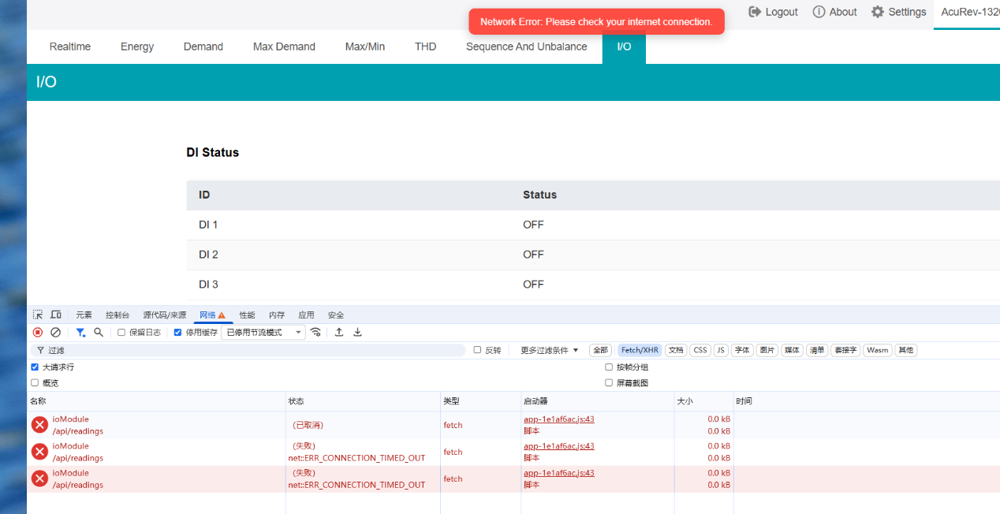 Network Error: Please check your internet connection.
Logout About Settings AcuRev-132
Realtime Energy Demand Max Demand Max/Min THD Sequence And Unbalance I/O
I/O
DI Status
ID Status
DI 1 OFF
DI 2 OFF
DI 3 OFF
元素 控制台 源代码/来源 网络 性能 内存 应用 安全
保留日志 停用缓存 已停用节流模式
过滤 反转 更多过滤条件 全部 Fetch/XHR 文档 CSS JS 字体 图片 媒体 清单 套接字 Wasm 其他
大请求行 按帧分组
概览 屏幕截图
名称 状态 类型 启动器 大小 时间
ioModule (已取消) fetch app-1e1af6ac.js:43 0.0 kB
/api/readings 脚本 0.0 kB
ioModule (失败) fetch app-1e1af6ac.js:43 0.0 kB
/api/readings net::ERR_CONNECTION_TIMED_OUT 脚本 0.0 kB
ioModule (失败) fetch app-1e1af6ac.js:43 0.0 kB
/api/readings net::ERR_CONNECTION_TIMED_OUT 脚本 0.0 kB